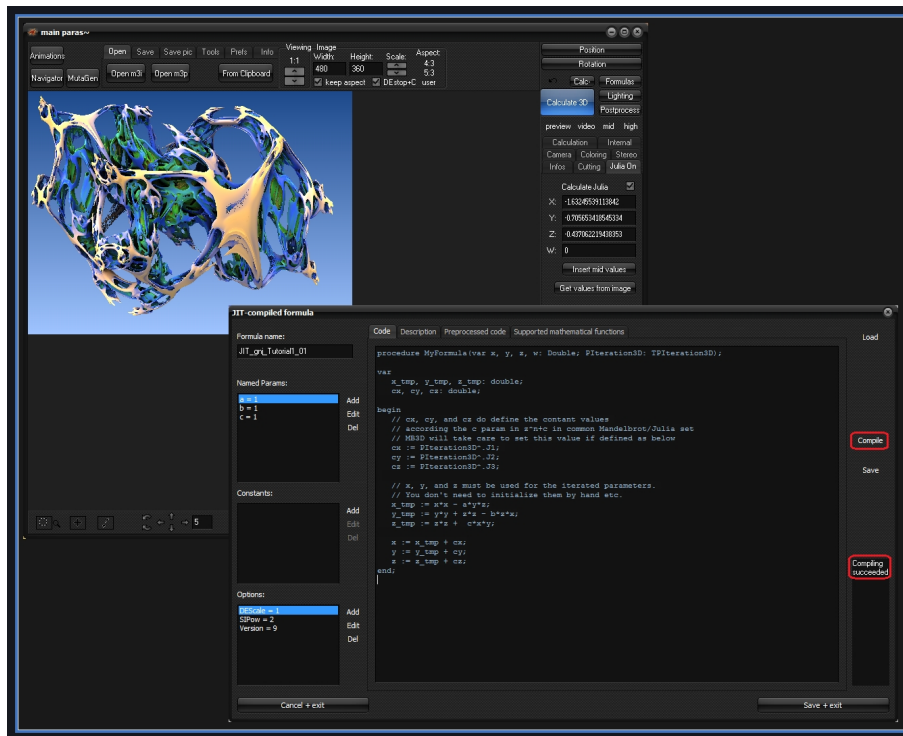 main paras~
Animations
Open Save Save pic Tools Prefs Info
Navigator MutaGen
Open m3i Open m3p From Clipboard
Viewing
1:1
Image
Width: Height: Scale: Aspect:
480 360 4:3
5:3
keep aspect DEstop+C user
Position
Rotation
Calc. Formulas
Calculate 3D
Lighting
Postprocess
preview video mid high
Calculation Internal
Camera Coloring Stereo
Infos Cutting Julia On
Calculate Julia
X: -1.63245539113842
Y: -0.705653418545334
Z: -0.437062219438353
W: 0
Insert mid values
Get values from image
5
JIT-compiled formula
Formula name:
JIT_gnj_Tutorial1_01
Named Params:
a = 1
b = 1
c = 1
Add
Edit
Del
Constants:
Add
Edit
Del
Options:
DEScale = 1
SIPow = 2
Version = 9
Add
Edit
Del
Cancel + exit
Code Description Preprocessed code Supported mathematical functions
procedure MyFormula(var x, y, z, w: Double; PIteration3D: TPIteration3D);
var
x_tmp, y_tmp, z_tmp: double;
cx, cy, cz: double;
begin
// cx, cy, and cz do define the contant values
// according the c param in z^n+c in common Mandelbrot/Julia set
// MB3D will take care to set this value if defined as below
cx := PIteration3D^.J1;
cy := PIteration3D^.J2;
cz := PIteration3D^.J3;
// x, y, and z must be used for the iterated parameters.
// You don't need to initialize them by hand etc.
x_tmp := x*x - a*y*z;
y_tmp := y*y + z*x - b*z*x;
z_tmp := z*z + c*x*y;
x := x_tmp + cx;
y := y_tmp + cy;
z := z_tmp + cz;
end;
Load
Compile
Save
Compiling
succeeded
Save + exit